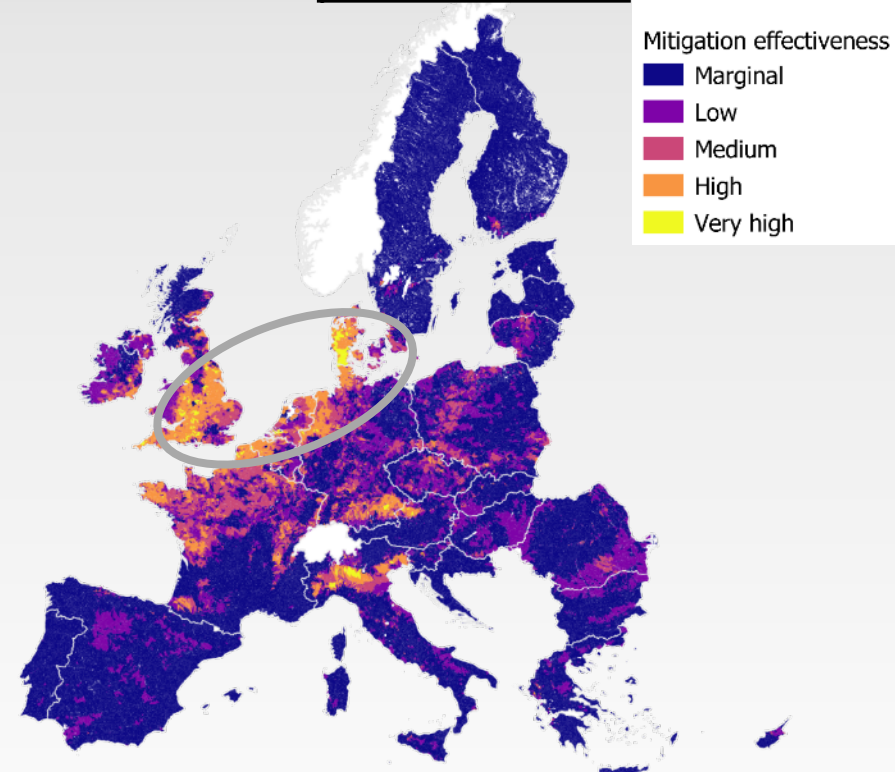 Mitigation effectiveness
Marginal
Low
Medium
High
Very high